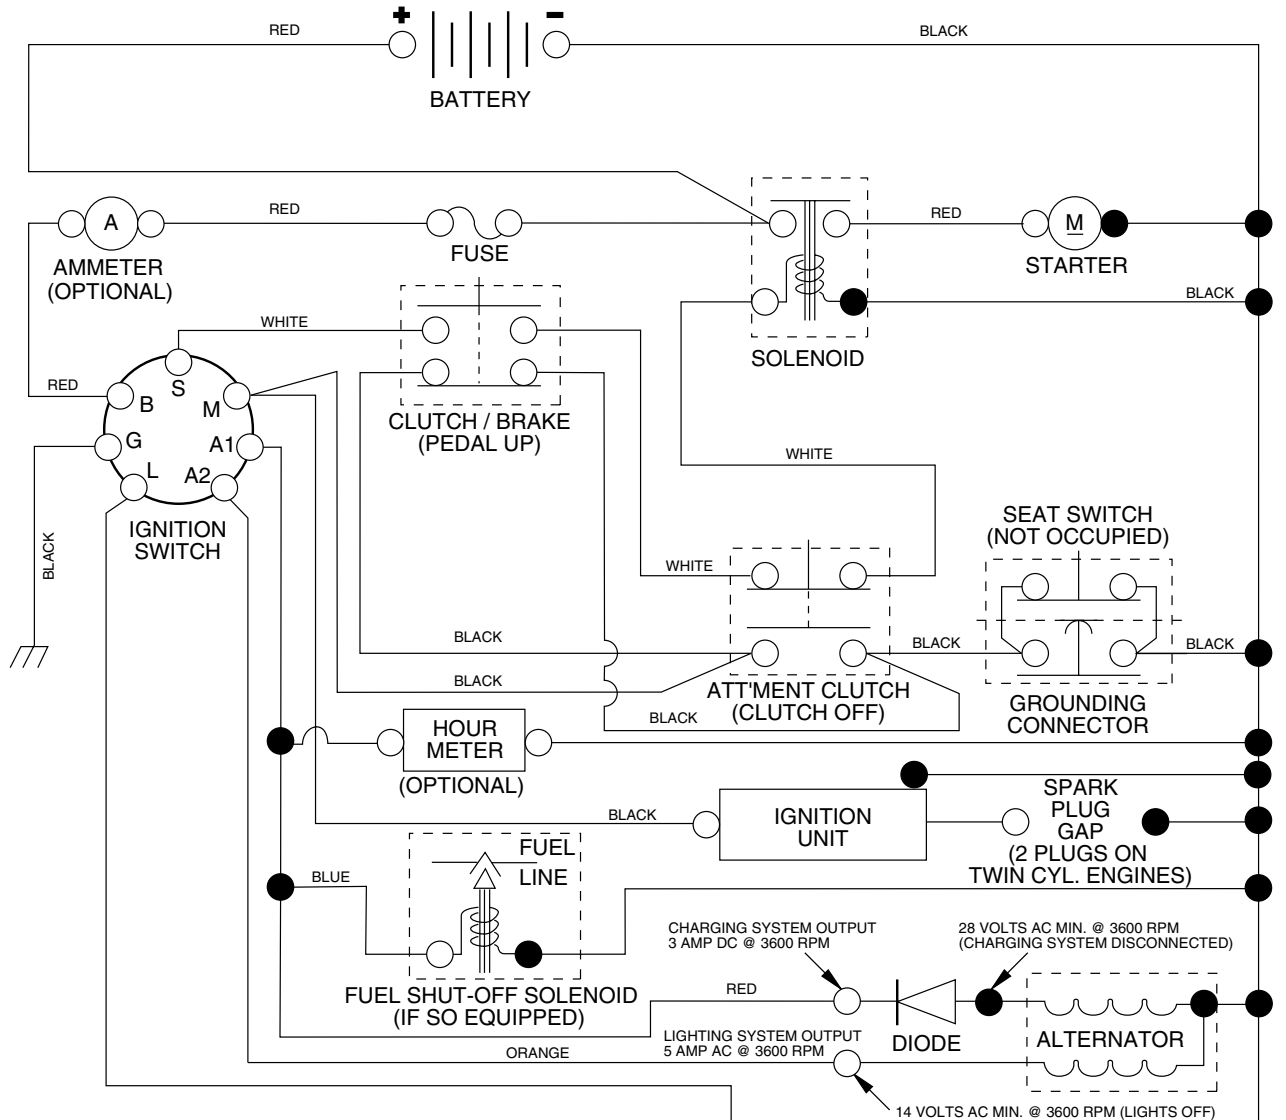 +
−
RED
BLACK
BATTERY
RED
A
FUSE
RED
M
STARTER
AMMETER
(OPTIONAL)
BLACK
SOLENOID
WHITE
S
RED
B
M
G
A1
L
A2
CLUTCH / BRAKE
(PEDAL UP)
IGNITION
SWITCH
BLACK
WHITE
SEAT SWITCH
(NOT OCCUPIED)
WHITE
BLACK
BLACK
BLACK
BLACK
ATT'MENT CLUTCH
(CLUTCH OFF)
GROUNDING
CONNECTOR
BLACK
HOUR
METER
(OPTIONAL)
BLACK
IGNITION
UNIT
SPARK
PLUG
GAP
(2 PLUGS ON
TWIN CYL. ENGINES)
FUEL
LINE
BLUE
FUEL SHUT-OFF SOLENOID
(IF SO EQUIPPED)
CHARGING SYSTEM OUTPUT
3 AMP DC @ 3600 RPM
28 VOLTS AC MIN. @ 3600 RPM
(CHARGING SYSTEM DISCONNECTED)
RED
DIODE
ALTERNATOR
LIGHTING SYSTEM OUTPUT
5 AMP AC @ 3600 RPM
ORANGE
14 VOLTS AC MIN. @ 3600 RPM (LIGHTS OFF)